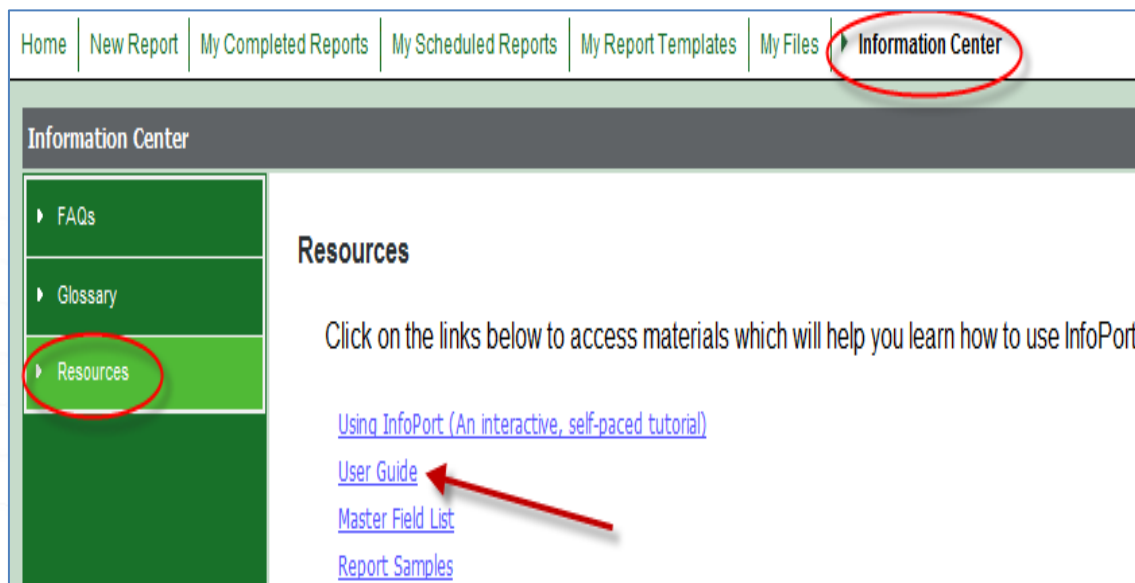 Home New Report My Completed Reports My Scheduled Reports My Report Templates My Files Information Center
Information Center
FAQs
Glossary
Resources
Resources
Click on the links below to access materials which will help you learn how to use InfoPort
Using InfoPort (An interactive, self-paced tutorial)
User Guide
Master Field List
Report Samples